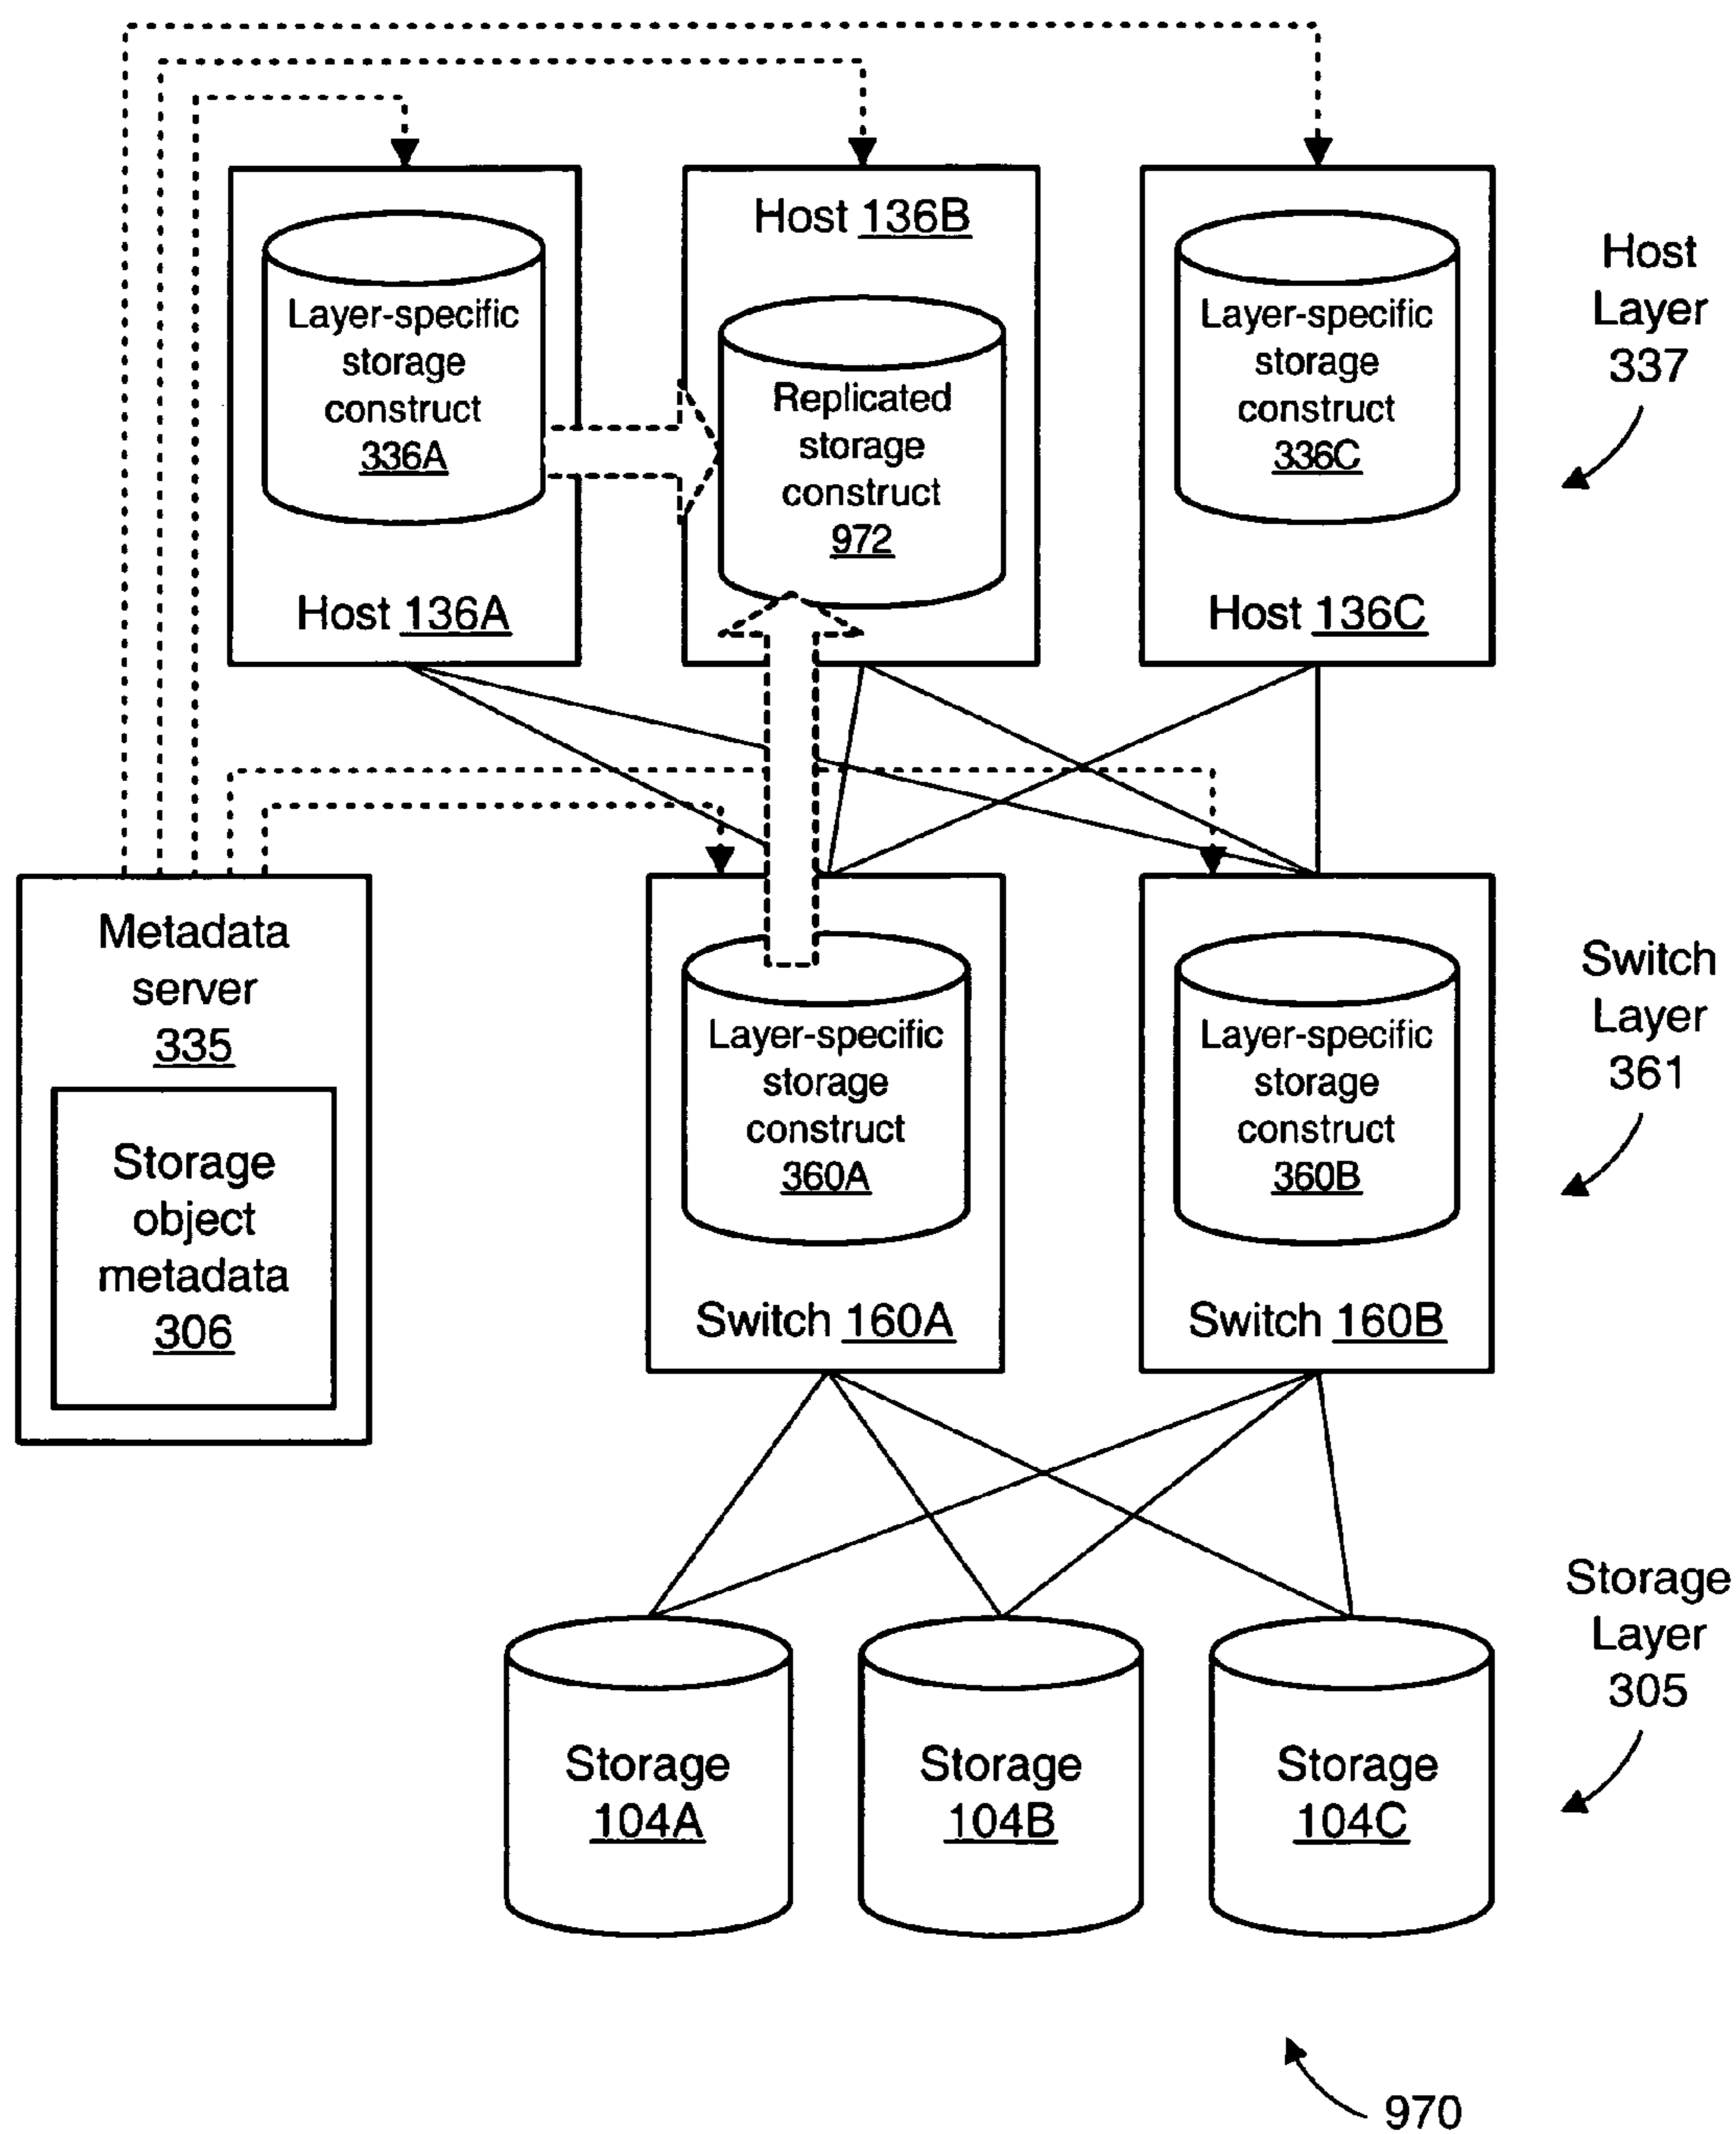 Layer-specific
storage
construct
336A
Host 136A
Host 136B
Replicated
storage
construct
972
Layer-specific
storage
construct
336C
Host 136C
Host
Layer
337
Metadata
server
335
Storage
object
metadata
306
Layer-specific
storage
construct
360A
Switch 160A
Layer-specific
storage
construct
360B
Switch 160B
Switch
Layer
361
Storage
104A
Storage
104B
Storage
104C
Storage
Layer
305
970